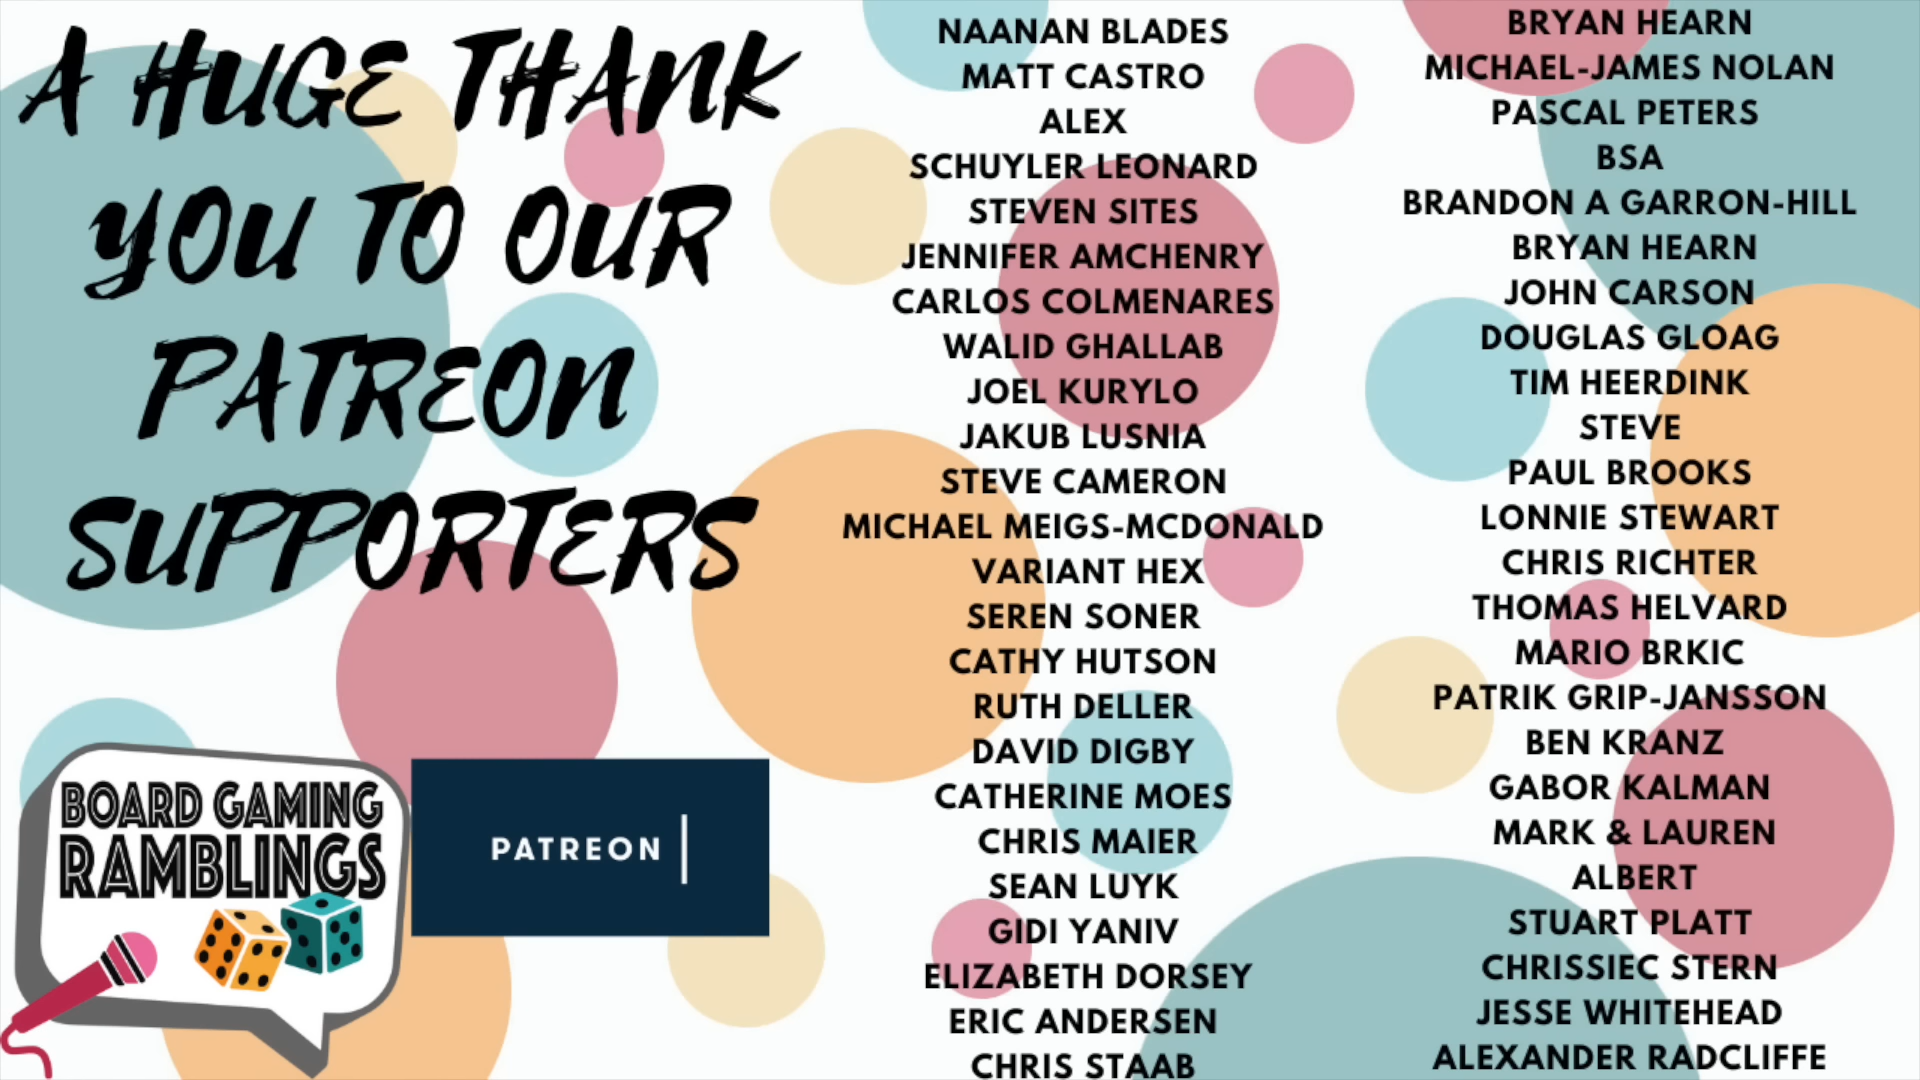 A HUGE THANK
YOU TO OUR
PATREON
SUPPORTERS
BOARD GAMING
RAMBLINGS
PATREON
NAANAN BLADES
MATT CASTRO
ALEX
SCHUYLER LEONARD
STEVEN SITES
JENNIFER AMCHENRY
CARLOS COLMENARES
WALID GHALLAB
JOEL KURYLO
JAKUB LUSNIA
STEVE CAMERON
MICHAEL MEIGS-MCDONALD
VARIANT HEX
SEREN SONER
CATHY HUTSON
RUTH DELLER
DAVID DIGBY
CATHERINE MOES
CHRIS MAIER
SEAN LUYK
GIDI YANIV
ELIZABETH DORSEY
ERIC ANDERSEN
CHRIS STAAB
BRYAN HEARN
MICHAEL-JAMES NOLAN
PASCAL PETERS
BSA
BRANDON A GARRON-HILL
BRYAN HEARN
JOHN CARSON
DOUGLAS GLOAG
TIM HEERDINK
STEVE
PAUL BROOKS
LONNIE STEWART
CHRIS RICHTER
THOMAS HELVARD
MARIO BRKIC
PATRIK GRIP-JANSSON
BEN KRANZ
GABOR KALMAN
MARK & LAUREN
ALBERT
STUART PLATT
CHRISSIEC STERN
JESSE WHITEHEAD
ALEXANDER RADCLIFFE